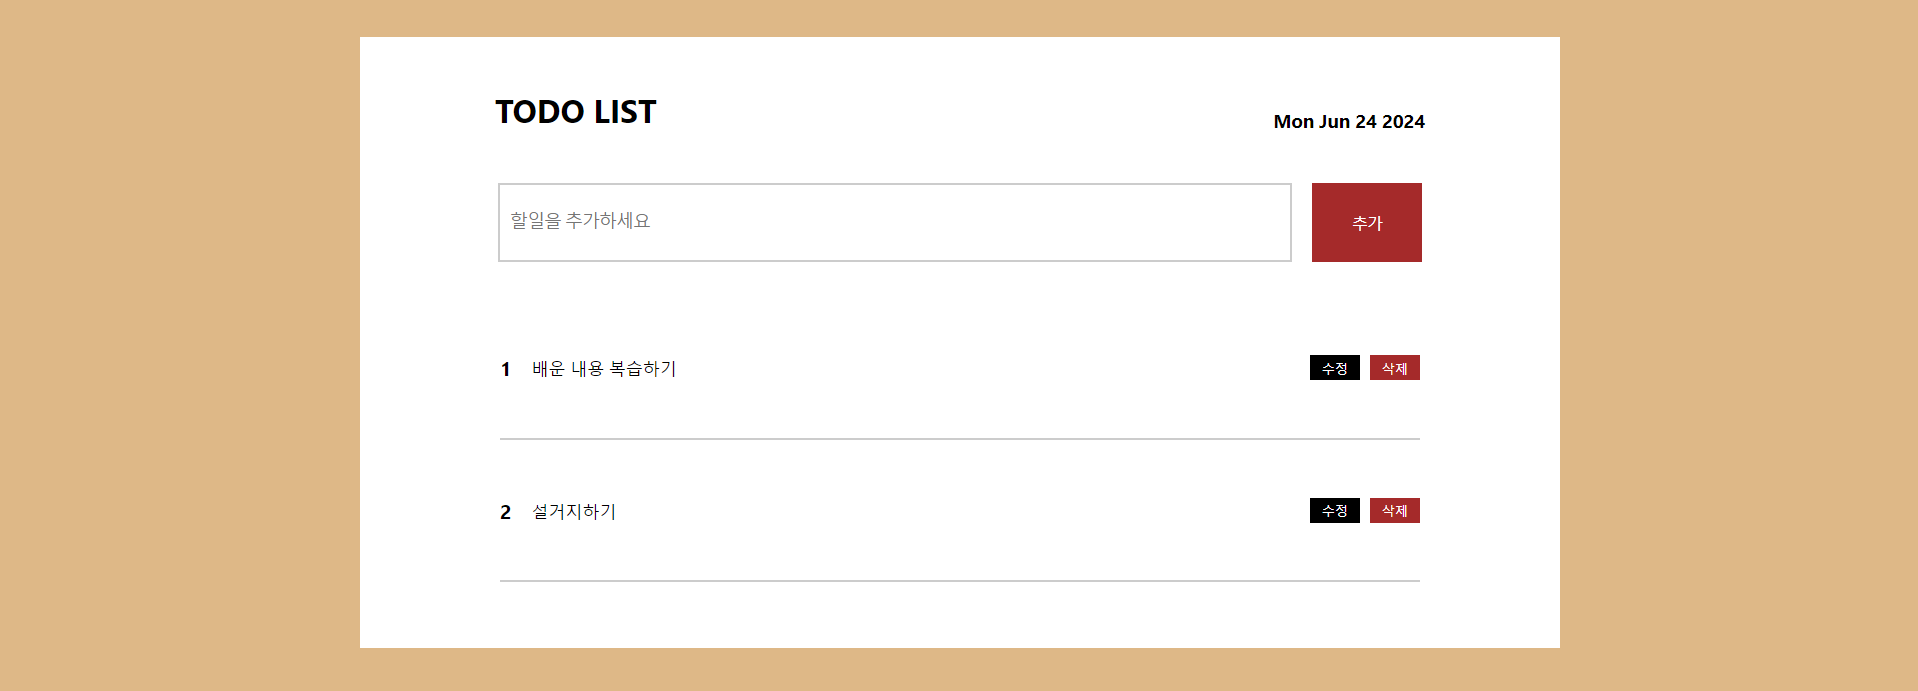 TODO LIST
Mon Jun 24 2024
할일을 추가하세요
추가
1 배운 내용 복습하기 수정 삭제
2 설거지하기 수정 삭제